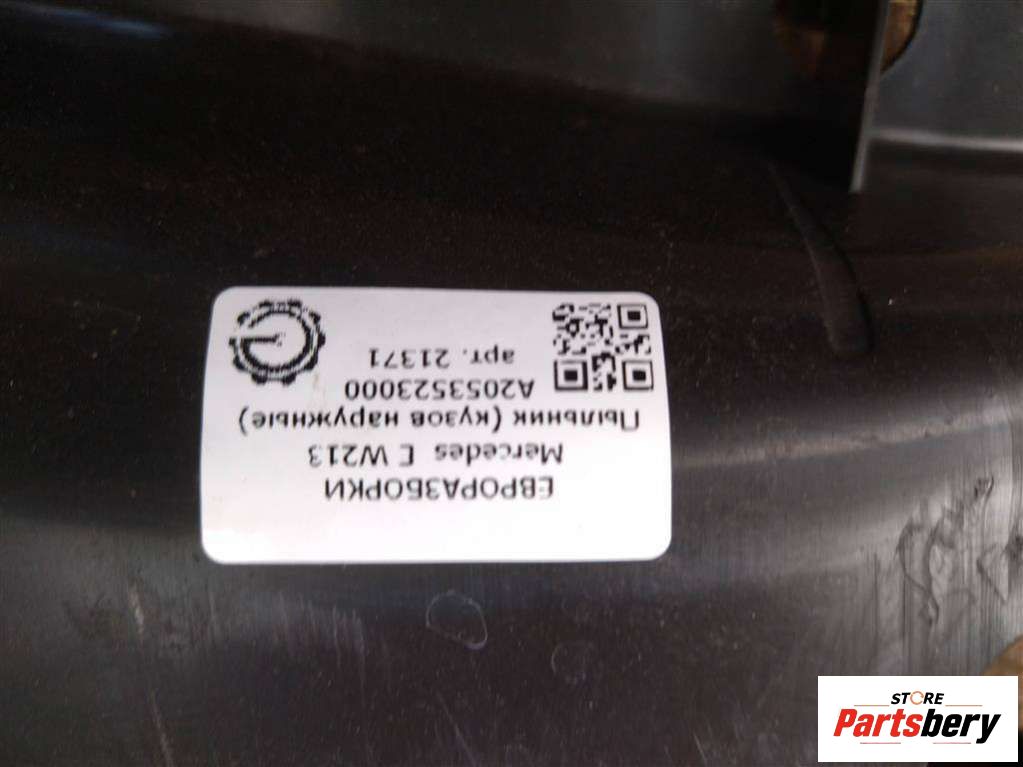 ЕВРОРАЗБОРКИ
Mercedes E W213
Пыльник (кузов наружные)
A2053523000
арт. 21371
STORE
Partsbery